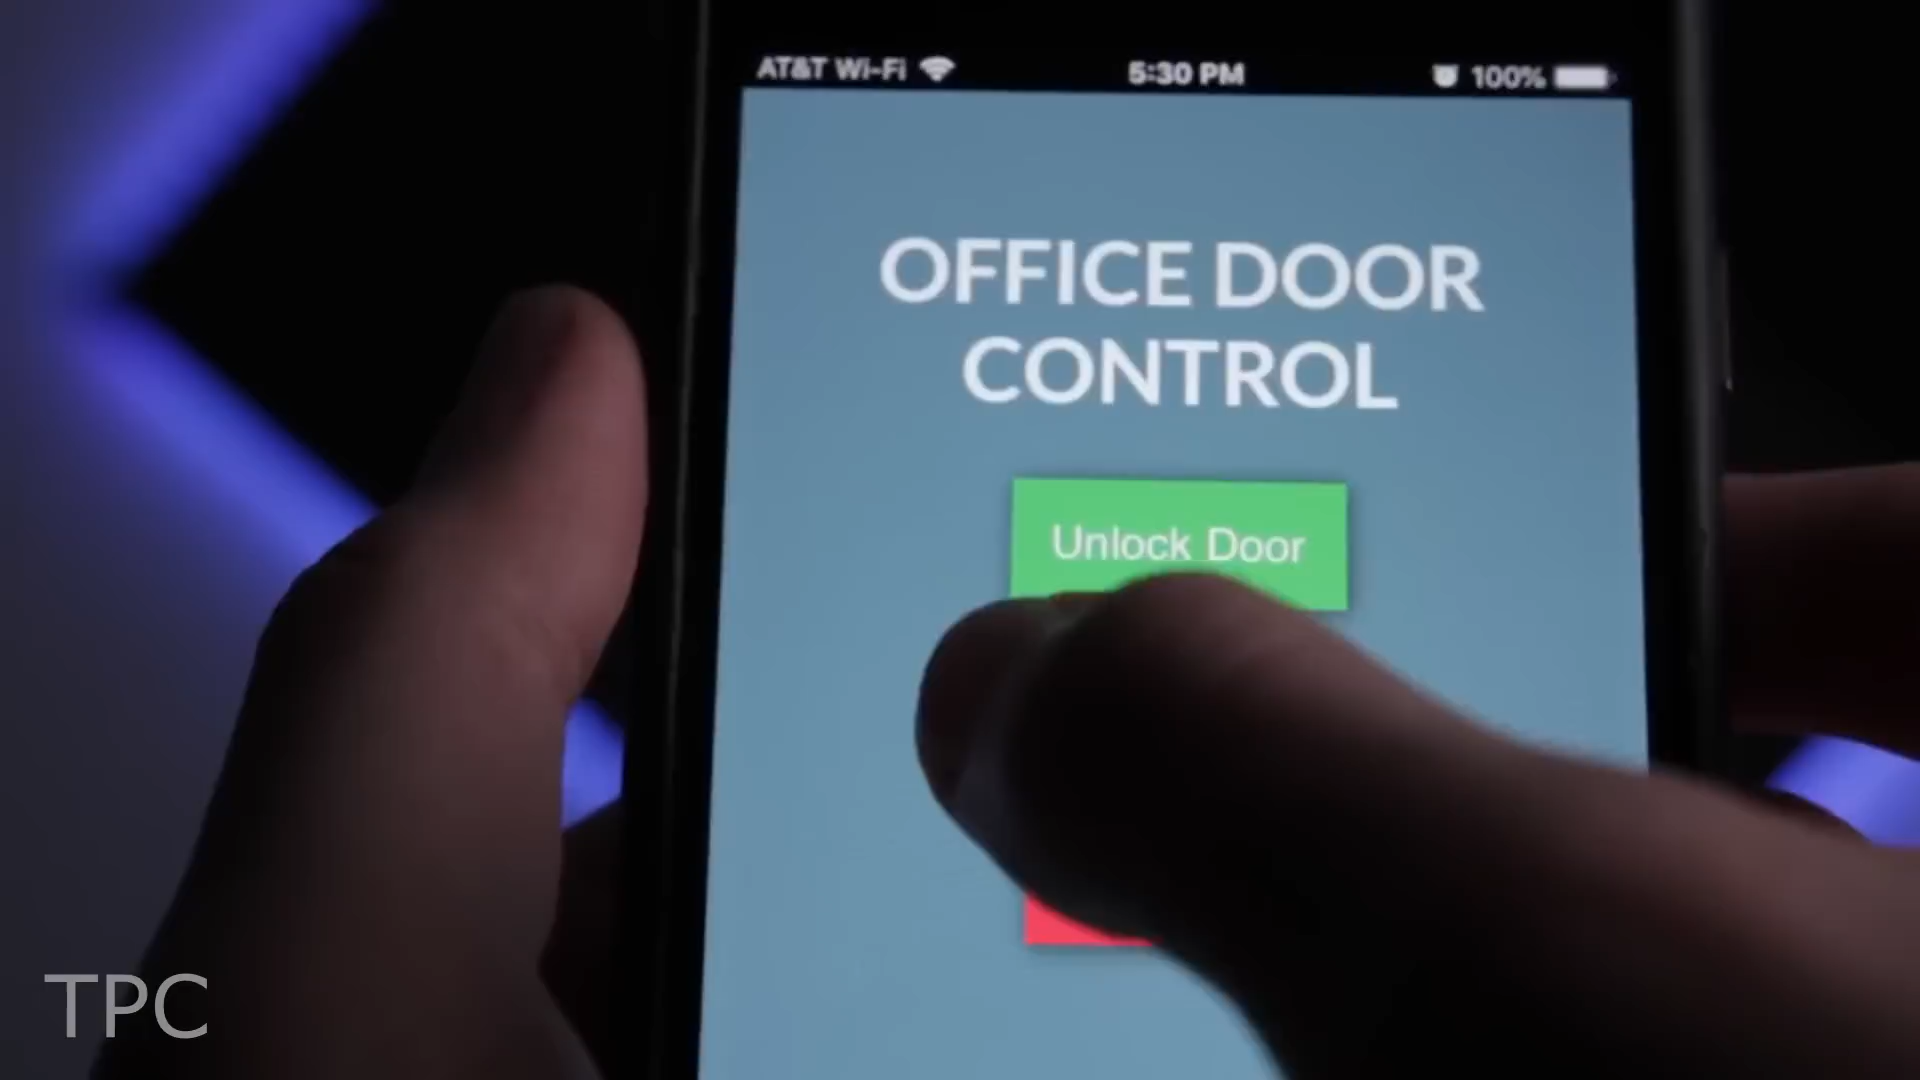 AT&T Wi-Fi 5:30 PM 100%
OFFICE DOOR
CONTROL
Unlock Door
TPC